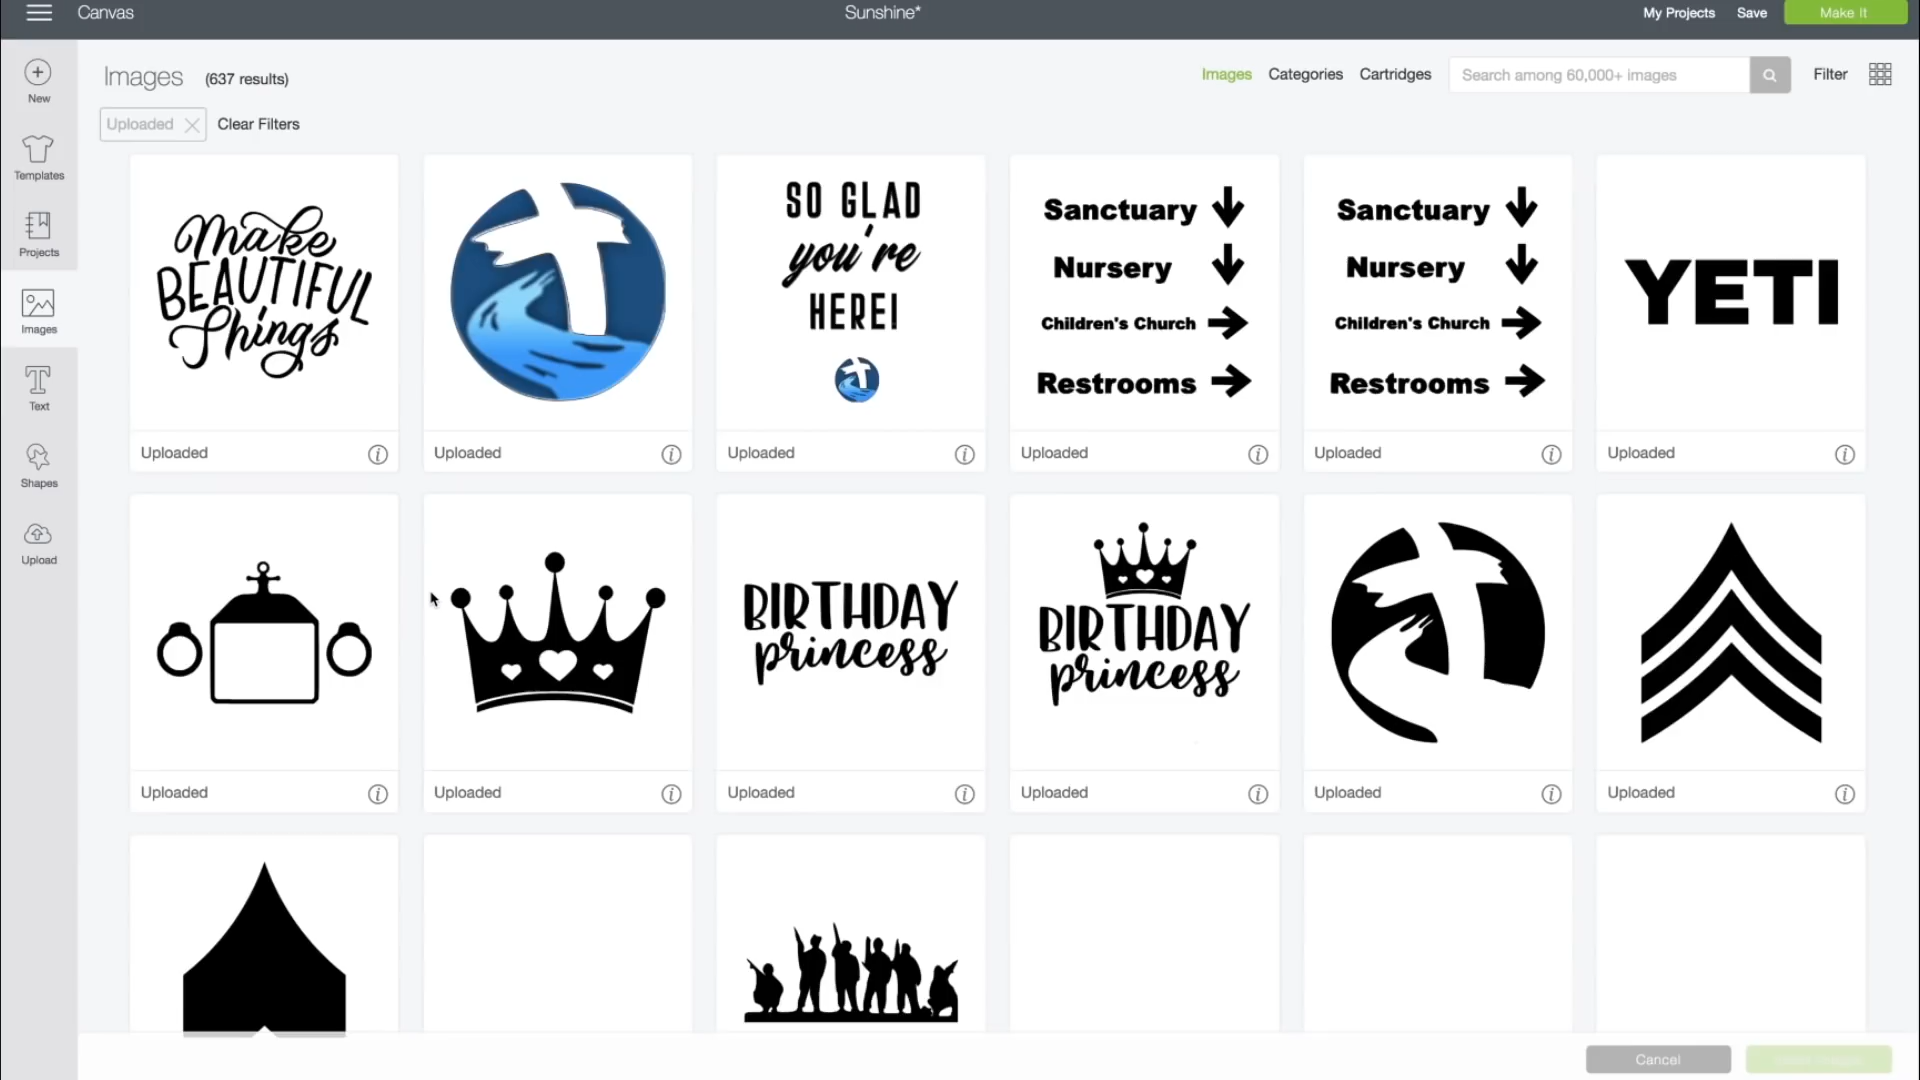 Canvas
Sunshine*
My Projects
Save
Make It
New
Templates
Projects
Images
Text
Shapes
Upload
Images (637 results)
Images
Categories
Cartridges
Search among 60,000+ images
Filter
Uploaded
Clear Filters
Make
BEAUTIFUL
Things
Uploaded
Uploaded
SO GLAD
you're
HERE!
Uploaded
Sanctuary
Nursery
Children's Church
Restrooms
Uploaded
Sanctuary
Nursery
Children's Church
Restrooms
Uploaded
YETI
Uploaded
Uploaded
Uploaded
BIRTHDAY
princess
Uploaded
BIRTHDAY
princess
Uploaded
Uploaded
Uploaded
Cancel